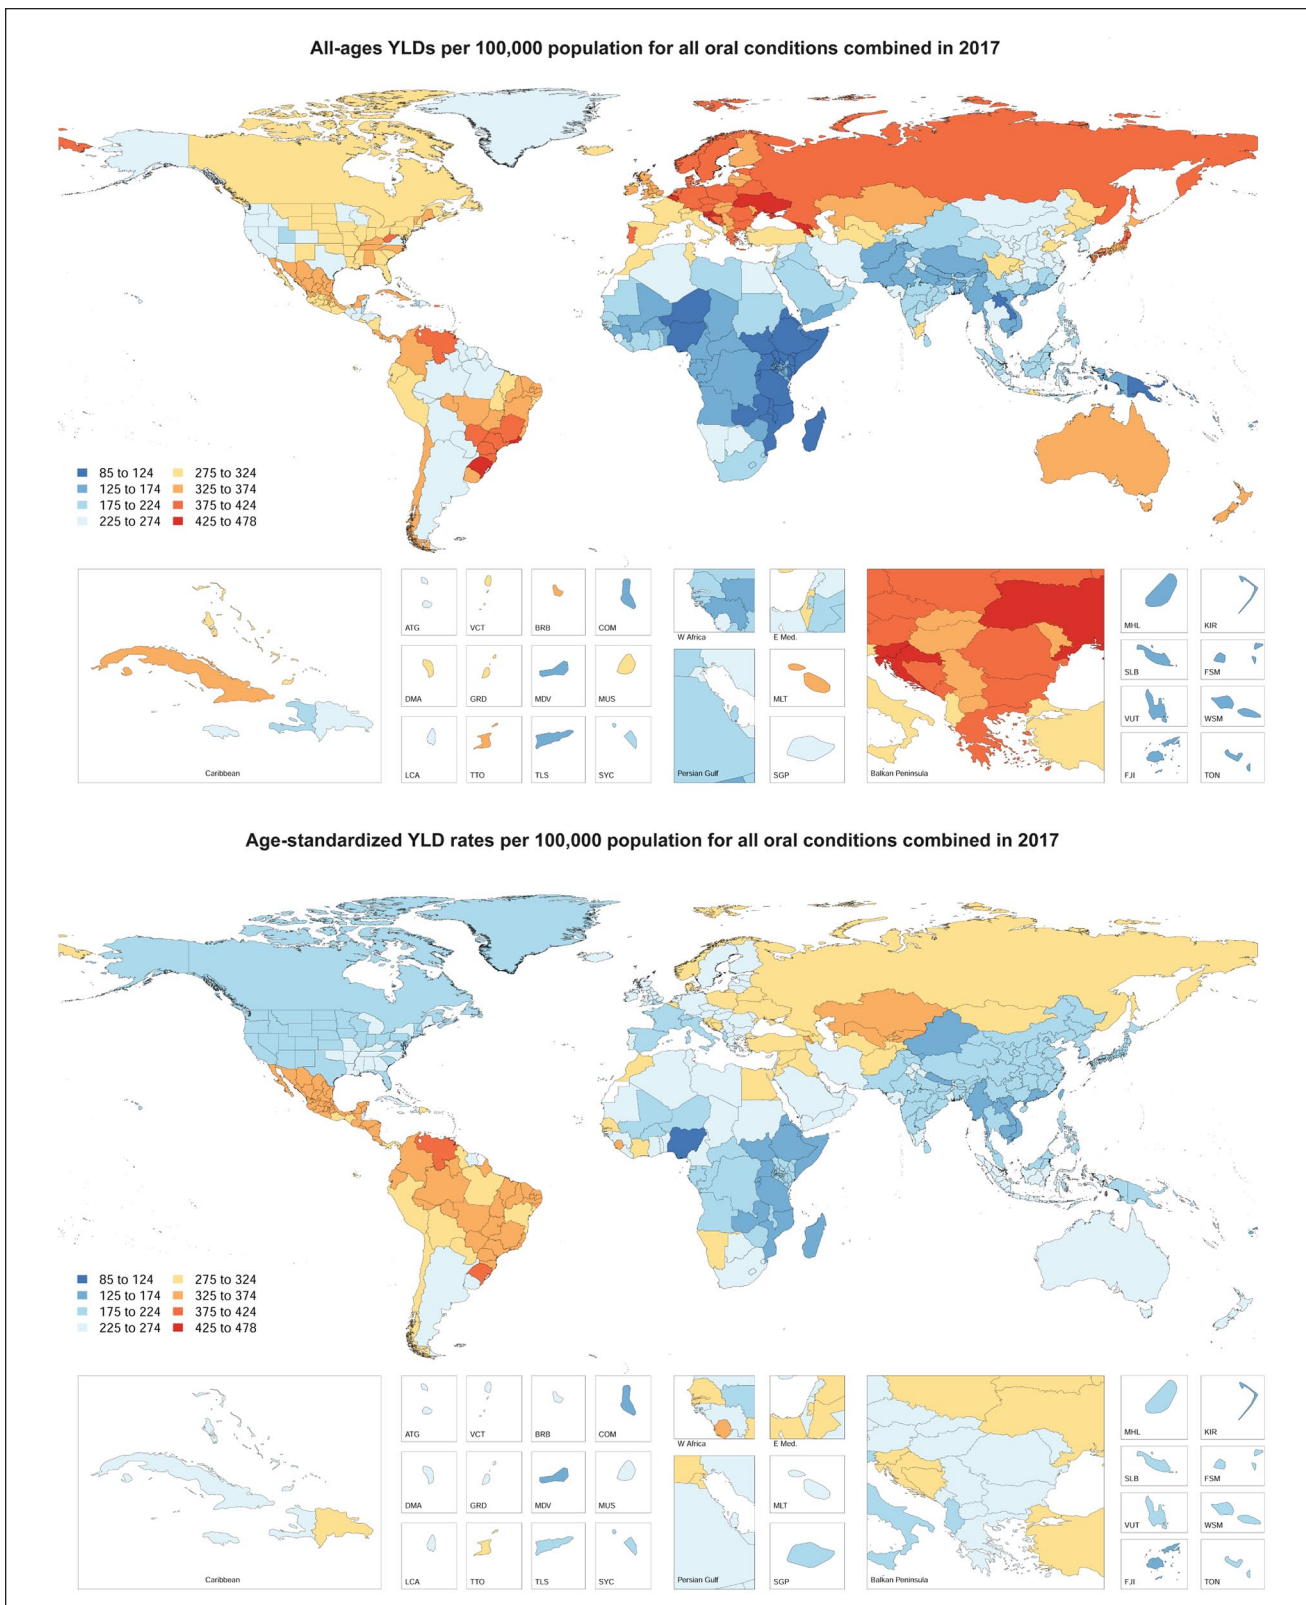 All-ages YLDs per 100,000 population for all oral conditions combined in 2017
85 to 124 275 to 324
125 to 174 325 to 374
175 to 224 375 to 424
225 to 274 425 to 478
ATG VCT BRB COM W Africa E Med. MHL KIR
DMA GRD MDV MUS MLT SLB FSM
VUT WSM
LCA TTO TLS SYC SGP FJI TON
Caribbean Persian Gulf Balkan Peninsula
Age-standardized YLD rates per 100,000 population for all oral conditions combined in 2017
85 to 124 275 to 324
125 to 174 325 to 374
175 to 224 375 to 424
225 to 274 425 to 478
ATG VCT BRB COM W Africa E Med. MHL KIR
DMA GRD MDV MUS MLT SLB FSM
VUT WSM
LCA TTO TLS SYC SGP FJI TON
Caribbean Persian Gulf Balkan Peninsula